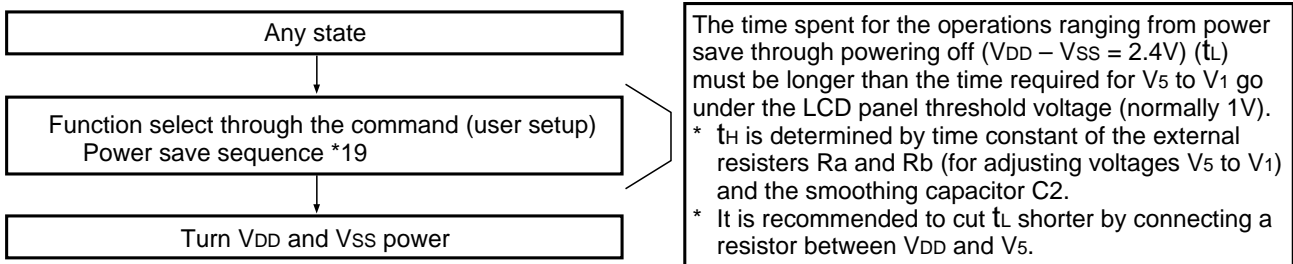 Any state
Function select through the command (user setup)
Power save sequence *19
Turn VDD and VSS power
The time spent for the operations ranging from power
save through powering off (VDD – VSS = 2.4V) (tL)
must be longer than the time required for V5 to V1 go
under the LCD panel threshold voltage (normally 1V).
* tH is determined by time constant of the external
resisters Ra and Rb (for adjusting voltages V5 to V1)
and the smoothing capacitor C2.
* It is recommended to cut tL shorter by connecting a
resistor between VDD and V5.